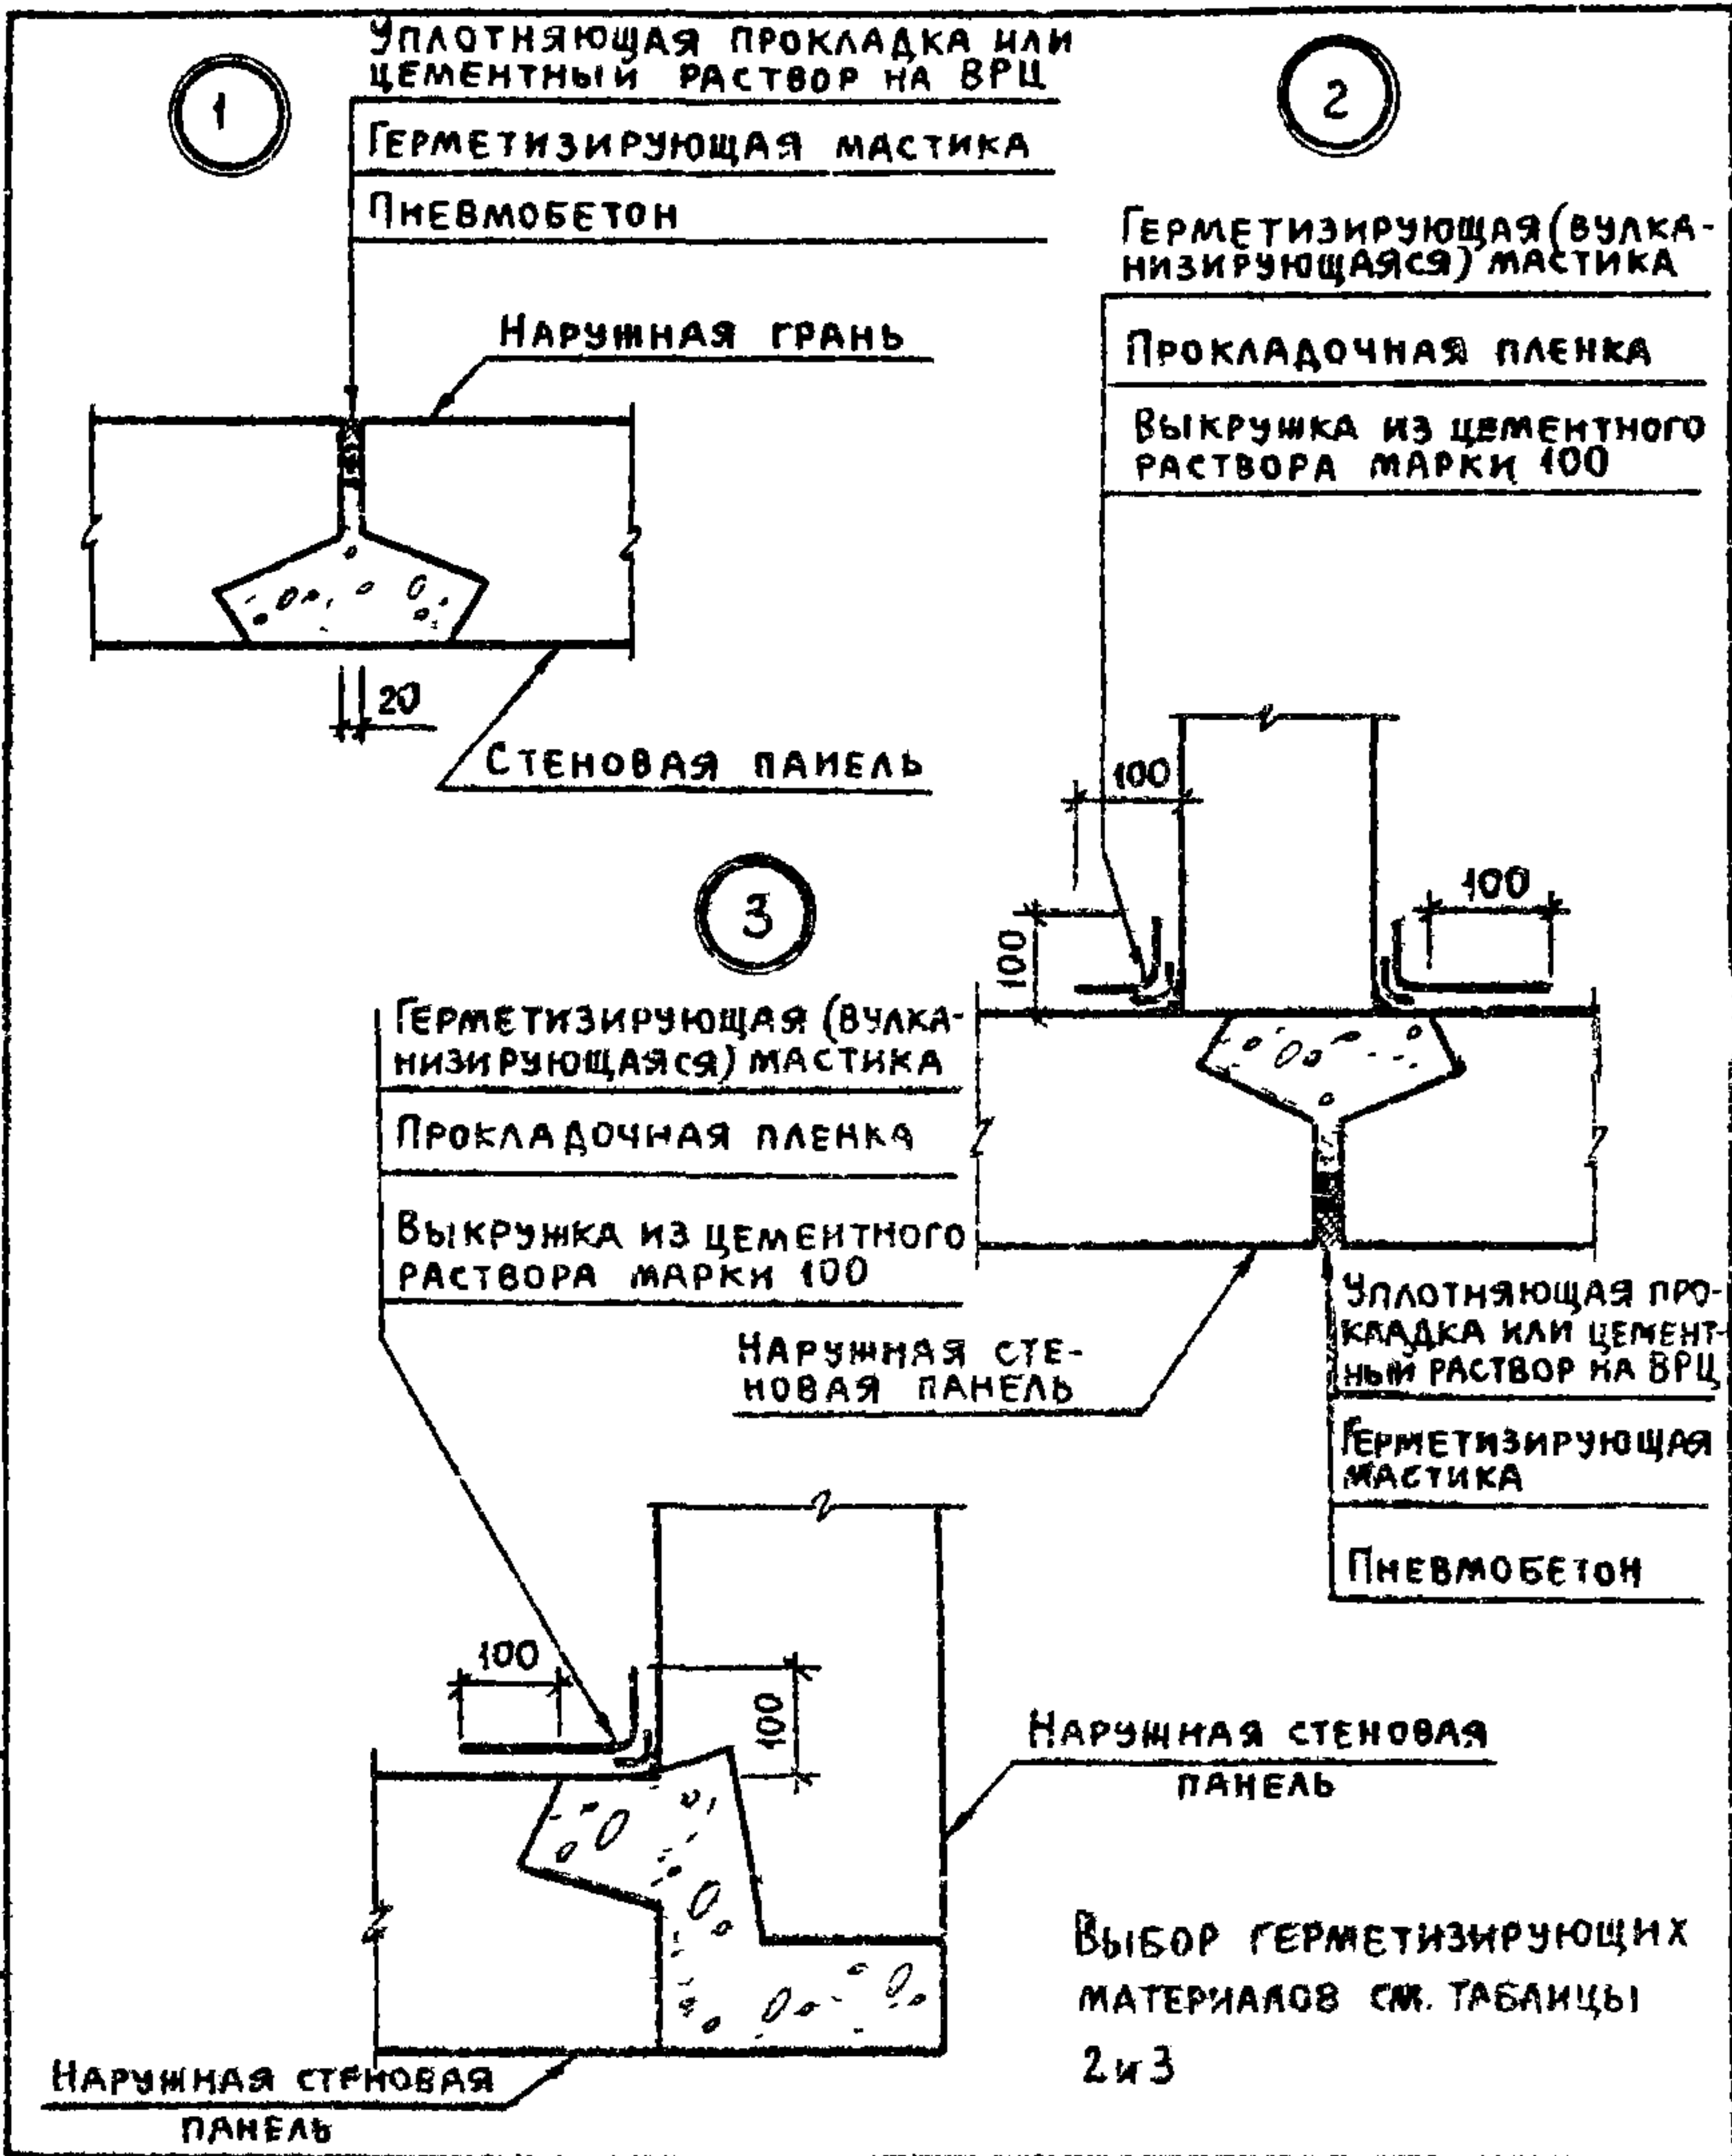 1
УПЛОТНЯЮЩАЯ ПРОКЛАДКА ИЛИ
ЦЕМЕНТНЫЙ РАСТВОР НА ВРЦ
ГЕРМЕТИЗИРУЮЩАЯ МАСТИКА
ПНЕВМОБЕТОН
НАРУЖНАЯ ГРАНЬ
20
СТЕНОВАЯ ПАНЕЛЬ
2
ГЕРМЕТИЗИРУЮЩАЯ (ВУЛКА-
НИЗИРУЮЩАЯСЯ) МАСТИКА
ПРОКЛАДОЧНАЯ ПЛЕНКА
ВЫКРУЖКА ИЗ ЦЕМЕНТНОГО
РАСТВОРА МАРКИ 100
100
100
100
НАРУЖНАЯ СТЕ-
НОВАЯ ПАНЕЛЬ
УПЛОТНЯЮЩАЯ ПРО-
КЛАДКА ИЛИ ЦЕМЕНТ-
НЫЙ РАСТВОР НА ВРЦ
ГЕРМЕТИЗИРУЮЩАЯ
МАСТИКА
ПНЕВМОБЕТОН
3
ГЕРМЕТИЗИРУЮЩАЯ (ВУЛКА-
НИЗИРУЮЩАЯСЯ) МАСТИКА
ПРОКЛАДОЧНАЯ ПЛЕНКА
ВЫКРУЖКА ИЗ ЦЕМЕНТНОГО
РАСТВОРА МАРКИ 100
100
100
НАРУЖНАЯ СТЕНОВАЯ
ПАНЕЛЬ
НАРУЖНАЯ СТЕНОВАЯ
ПАНЕЛЬ
ВЫБОР ГЕРМЕТИЗИРУЮЩИХ
МАТЕРИАЛОВ СМ. ТАБЛИЦЫ
2 и 3